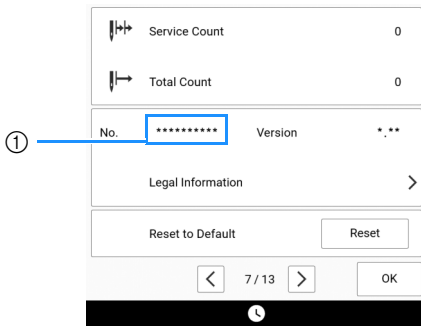 Service Count 0
Total Count 0
No. ********** Version *.**
①
Legal Information >
Reset to Default Reset
< 7 / 13 > OK